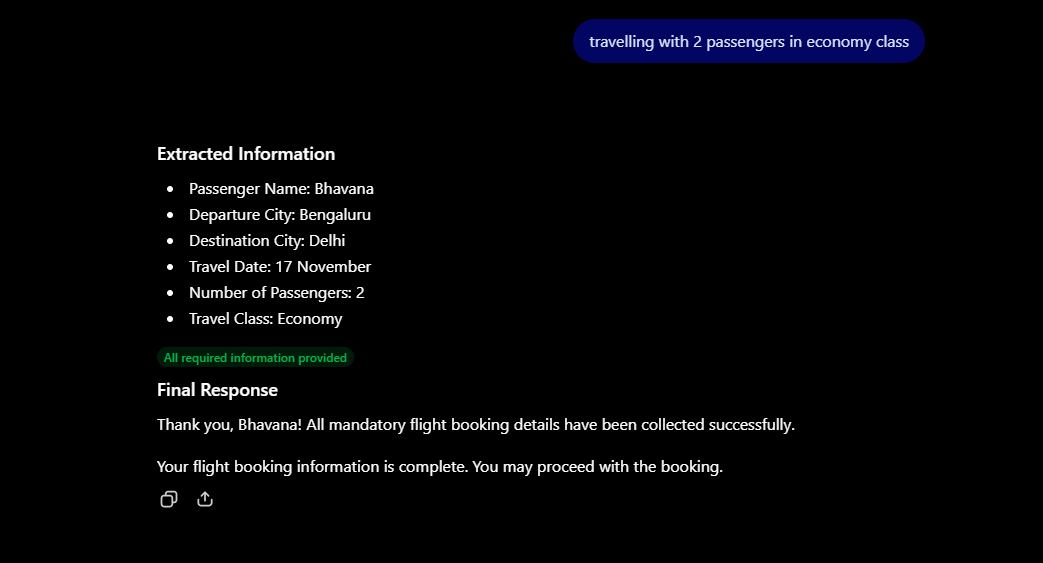 travelling with 2 passengers in economy class
Extracted Information
Passenger Name: Bhavana
Departure City: Bengaluru
Destination City: Delhi
Travel Date: 17 November
Number of Passengers: 2
Travel Class: Economy
All required information provided
Final Response
Thank you, Bhavana! All mandatory flight booking details have been collected successfully.
Your flight booking information is complete. You may proceed with the booking.